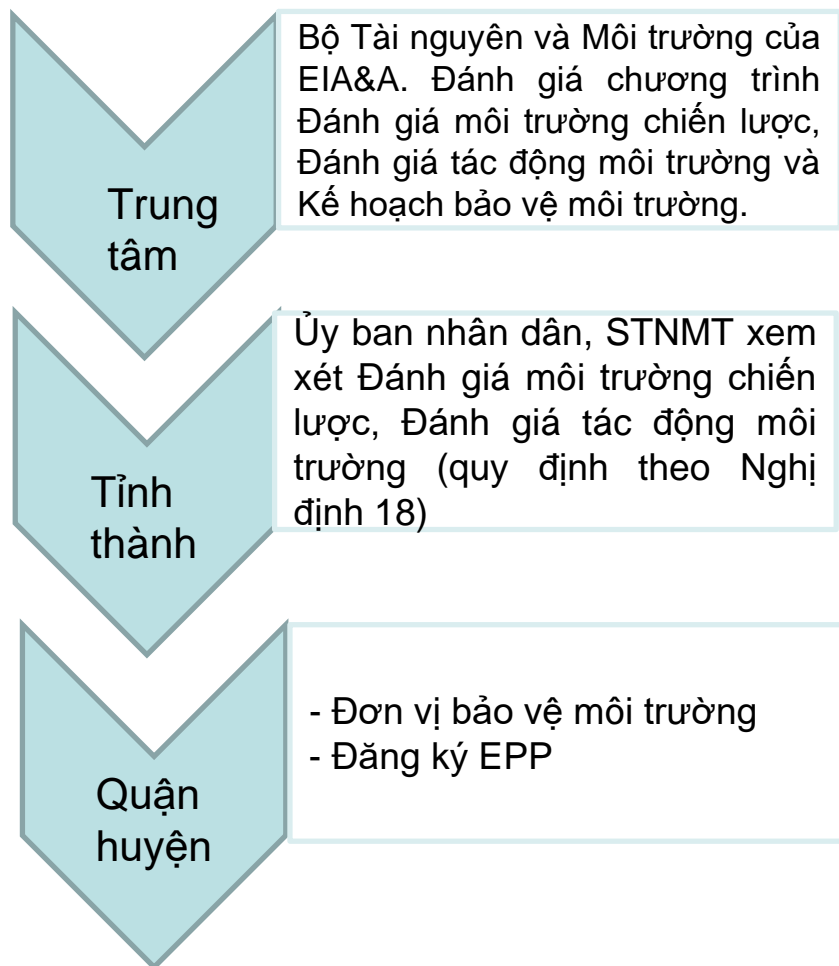 Trung
tâm
Bộ Tài nguyên và Môi trường của
EIA&A. Đánh giá chương trình
Đánh giá môi trường chiến lược,
Đánh giá tác động môi trường và
Kế hoạch bảo vệ môi trường.
Tỉnh
thành
Ủy ban nhân dân, STNMT xem
xét Đánh giá môi trường chiến
lược, Đánh giá tác động môi
trường (quy định theo Nghị
định 18)
Quận
huyện
- Đơn vị bảo vệ môi trường
- Đăng ký EPP